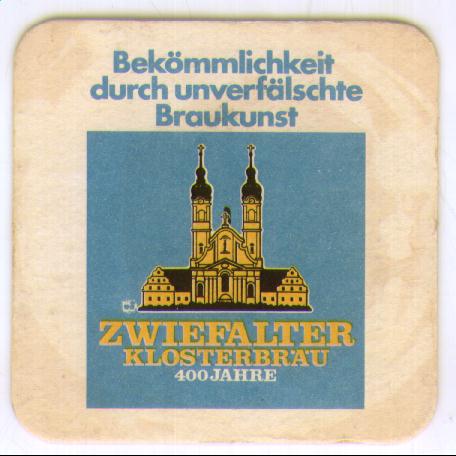 Bekömmlichkeit
durch unverfälschte
Braukunst
ZWIEFALTER
KLOSTERBRÄU
400 JAHRE